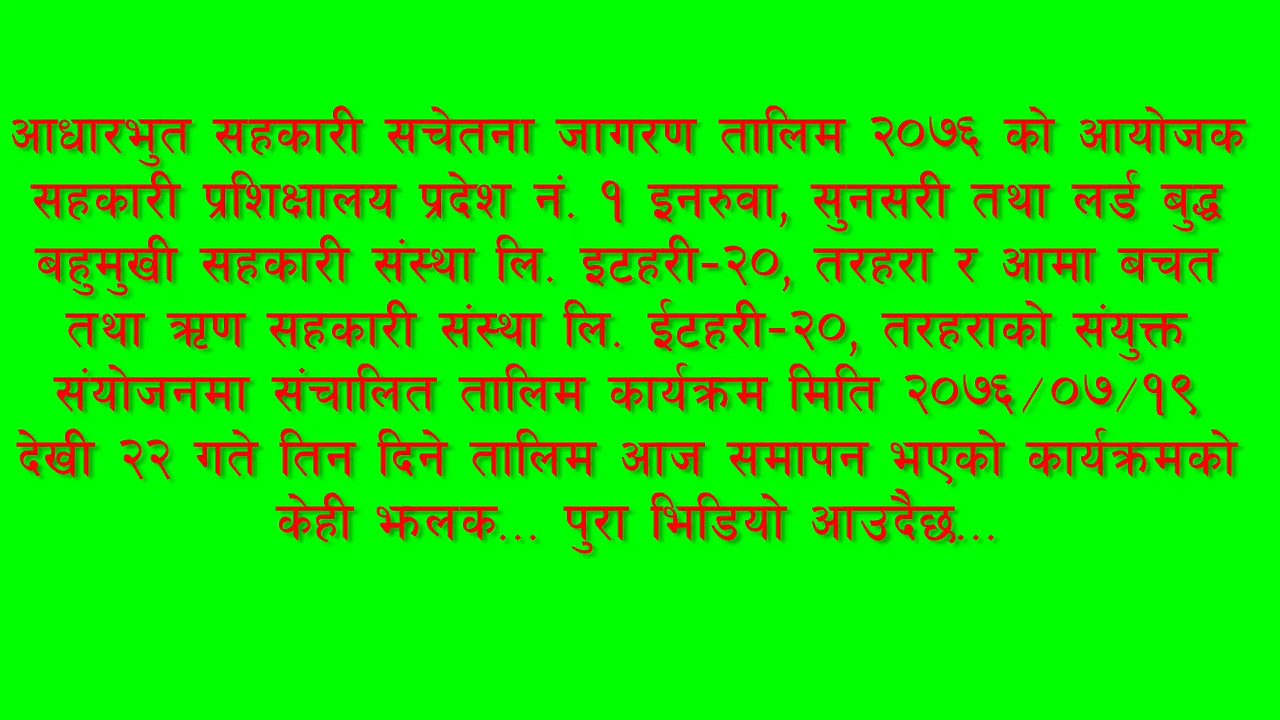 आधारभुत सहकारी सचेतना जागरण तालिम २०७६ को आयोजक
सहकारी प्रशिक्षालय प्रदेश नं. १ इनरुवा, सुनसरी तथा लर्ड बुद्ध
बहुमुखी सहकारी संस्था लि. इटहरी-२०, तरहरा र आमा बचत
तथा ऋण सहकारी संस्था लि. ईटहरी-२०, तरहराको संयुक्त
संयोजनमा संचालित तालिम कार्यक्रम मिति २०७६/०७/१९
देखी २२ गते तिन दिने तालिम आज समापन भएको कार्यक्रमको
केही झलक... पुरा भिडियो आउदैछ...